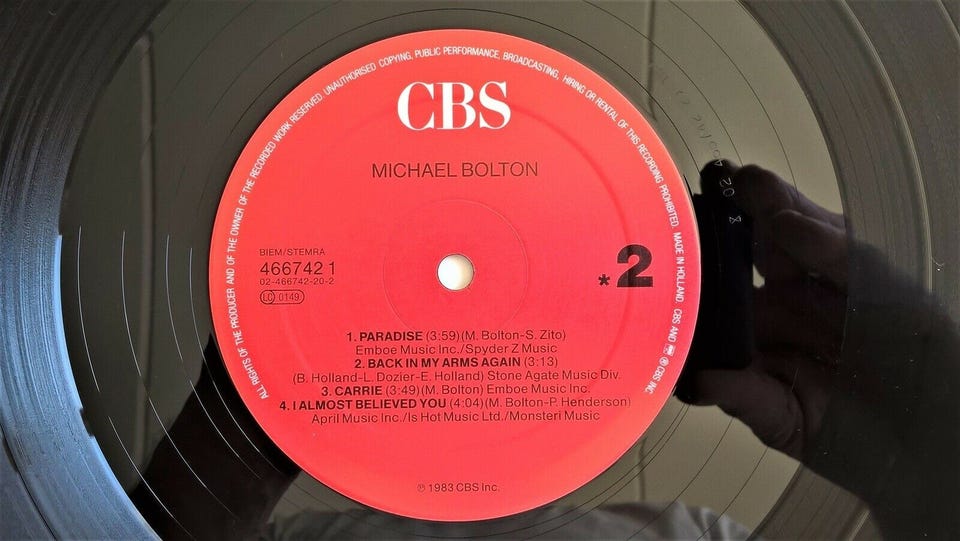 ALL RIGHTS OF THE PRODUCER AND OF THE OWNER OF THE RECORDED WORK RESERVED. UNAUTHORISED COPYING, PUBLIC PERFORMANCE, BROADCASTING, HIRING OR RENTAL OF THIS RECORDING PROHIBITED. MADE IN HOLLAND. CBS AND ℗ CBS INC
CBS
MICHAEL BOLTON
BIEM/STEMRA
466742 1
02-466742-20-2
LC 0149
*2
1. PARADISE (3:59)(M. Bolton-S. Zito)
Emboe Music Inc./Spyder Z Music
2. BACK IN MY ARMS AGAIN (3:13)
(B. Holland-L. Dozier-E. Holland) Stone Agate Music Div.
3. CARRIE (3:49)(M. Bolton) Emboe Music Inc.
4. I ALMOST BELIEVED YOU (4:04)(M. Bolton-P. Henderson)
April Music Inc./Is Hot Music Ltd./Monsteri Music
℗ 1983 CBS Inc.